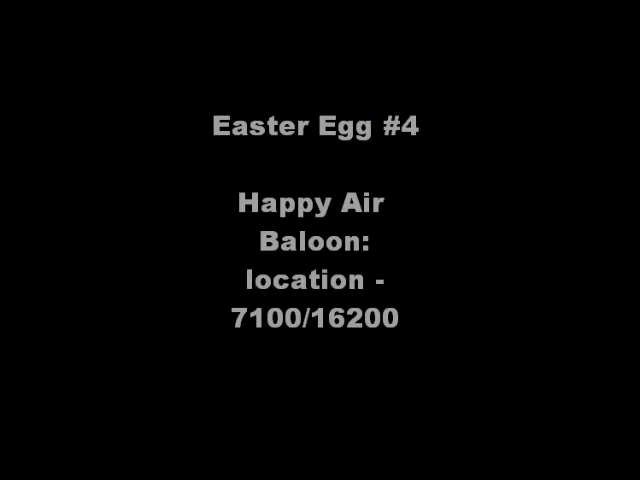 Easter Egg #4
Happy Air
Baloon:
location -
7100/16200